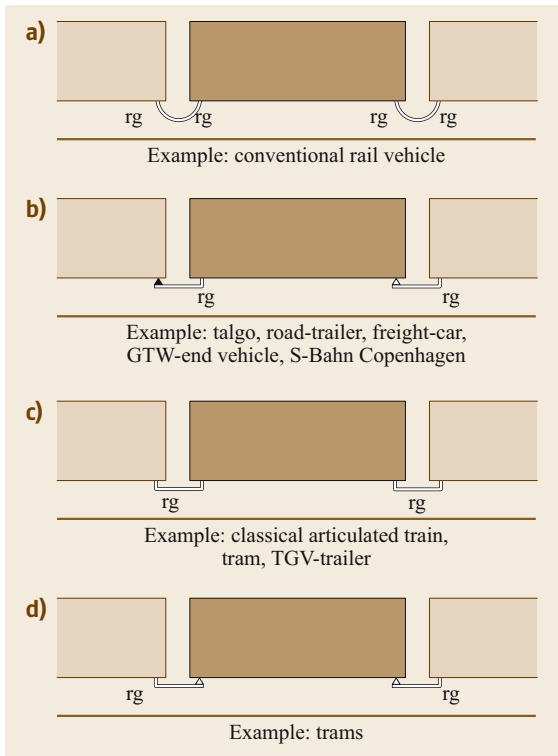 a)
rg rg rg rg
Example: conventional rail vehicle
b)
rg rg
Example: talgo, road-trailer, freight-car,
GTW-end vehicle, S-Bahn Copenhagen
c)
rg rg
Example: classical articulated train,
tram, TGV-trailer
d)
rg rg
Example: trams